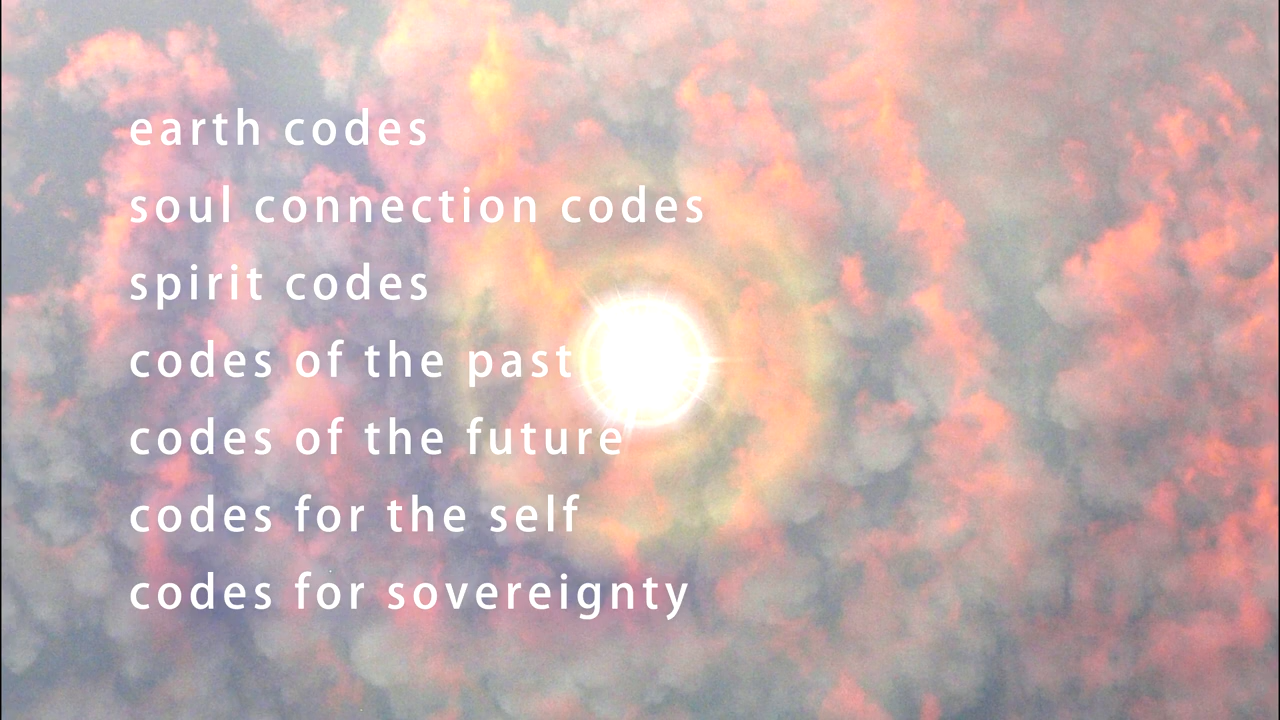 earth codes
soul connection codes
spirit codes
codes of the past
codes of the future
codes for the self
codes for sovereignty